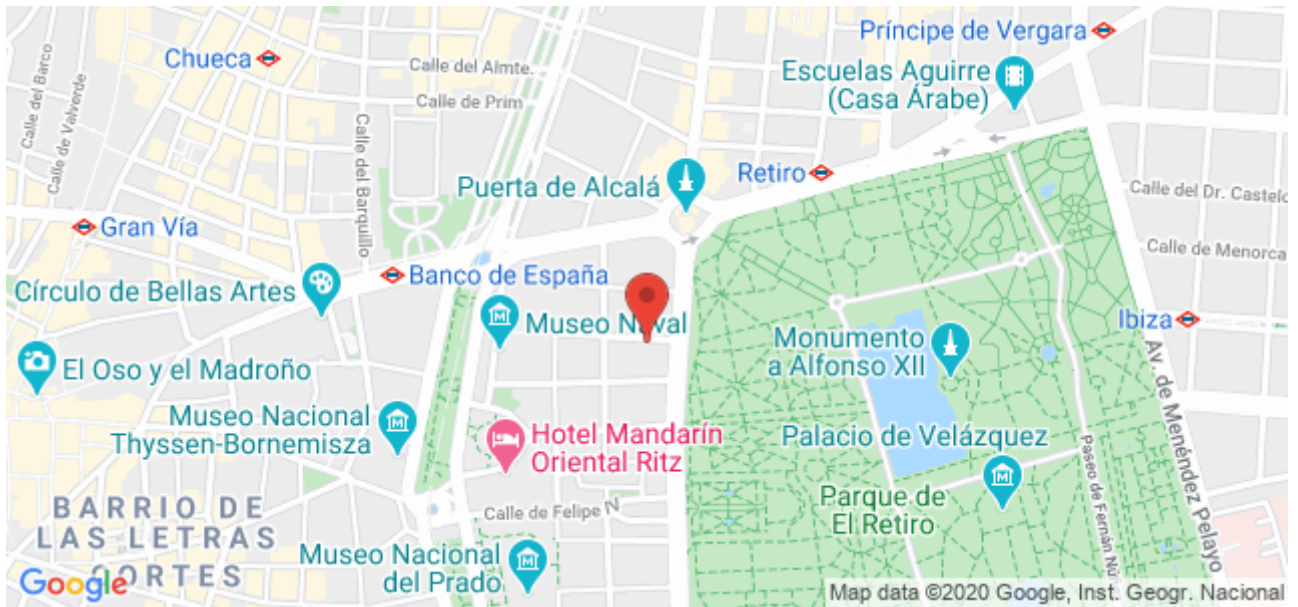 Príncipe de Vergara
Chueca
Calle del Almte.
Escuelas Aguirre
(Casa Árabe)
Calle del Barco
Calle de Valverde
Calle de Prim
Calle del Barquillo
Puerta de Alcalá
Retiro
Calle del Dr. Castelo
Gran Vía
Calle de Menorca
Banco de España
Círculo de Bellas Artes
Museo Naval
Ibiza
Monumento
a Alfonso XII
El Oso y el Madroño
Museo Nacional
Thyssen-Bornemisza
Hotel Mandarín
Oriental Ritz
Palacio de Velázquez
Av. de Menéndez Pelayo
Paseo de Fernán Nú
Parque de
El Retiro
BARRIO DE
LAS LETRAS
CORTES
Calle de Felipe N
Museo Nacional
del Prado
Google
Map data ©2020 Google, Inst. Geogr. Nacional